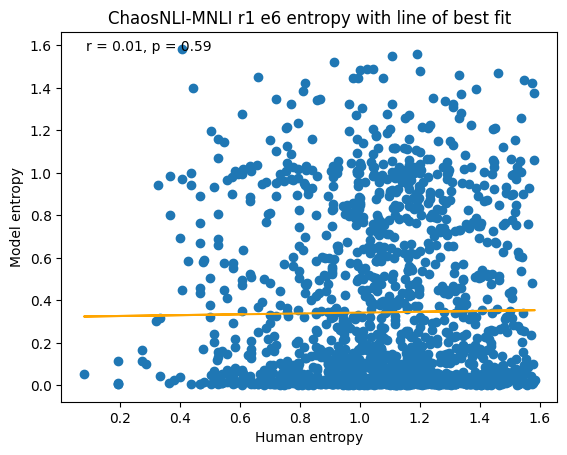 ChaosNLI-MNLI r1 e6 entropy with line of best fit
r = 0.01, p = 0.59
Model entropy
1.6
1.4
1.2
1.0
0.8
0.6
0.4
0.2
0.0
0.2 0.4 0.6 0.8 1.0 1.2 1.4 1.6
Human entropy